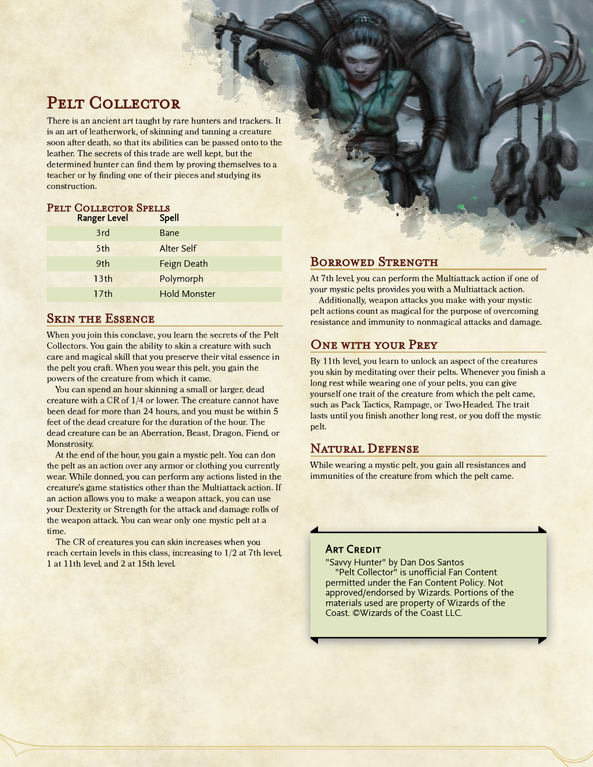 Pelt Collector
There is an ancient art taught by rare hunters and trackers. It
is an art of leatherwork, of skinning and tanning a creature
soon after death, so that its abilities can be passed onto to the
leather. The secrets of this trade are well kept, but the
determined hunter can find them by proving themselves to a
teacher or by finding one of their pieces and studying its
construction.
Pelt Collector Spells
Ranger Level Spell
3rd Bane
5th Alter Self
9th Feign Death
13th Polymorph
17th Hold Monster
Skin the Essence
When you join this conclave, you learn the secrets of the Pelt
Collectors. You gain the ability to skin a creature with such
care and magical skill that you preserve their vital essence in
the pelt you craft. When you wear this pelt, you gain the
powers of the creature from which it came.
You can spend an hour skinning a small or larger, dead
creature with a CR of 1/4 or lower. The creature cannot have
been dead for more than 24 hours, and you must be within 5
feet of the dead creature for the duration of the hour. The
dead creature can be an Aberration, Beast, Dragon, Fiend, or
Monstrosity.
At the end of the hour, you gain a mystic pelt. You can don
the pelt as an action over any armor or clothing you currently
wear. While donned, you can perform any actions listed in the
creature's game statistics other than the Multiattack action. If
an action allows you to make a weapon attack, you can use
your Dexterity or Strength for the attack and damage rolls of
the weapon attack. You can wear only one mystic pelt at a
time.
The CR of creatures you can skin increases when you
reach certain levels in this class, increasing to 1/2 at 7th level,
1 at 11th level, and 2 at 15th level.
Borrowed Strength
At 7th level, you can perform the Multiattack action if one of
your mystic pelts provides you with a Multiattack action.
Additionally, weapon attacks you make with your mystic
pelt actions count as magical for the purpose of overcoming
resistance and immunity to nonmagical attacks and damage.
One with your Prey
By 11th level, you learn to unlock an aspect of the creatures
you skin by meditating over their pelts. Whenever you finish a
long rest while wearing one of your pelts, you can give
yourself one trait of the creature from which the pelt came,
such as Pack Tactics, Rampage, or Two-Headed. The trait
lasts until you finish another long rest, or you doff the mystic
pelt.
Natural Defense
While wearing a mystic pelt, you gain all resistances and
immunities of the creature from which the pelt came.
Art Credit
"Savvy Hunter" by Dan Dos Santos
"Pelt Collector" is unofficial Fan Content
permitted under the Fan Content Policy. Not
approved/endorsed by Wizards. Portions of the
materials used are property of Wizards of the
Coast. ©Wizards of the Coast LLC.